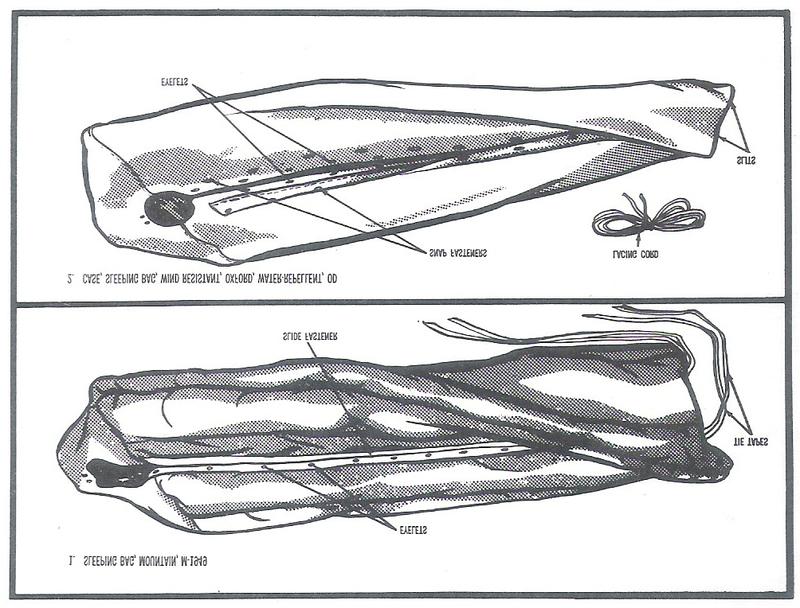 1. SLEEPING BAG, MOUNTAIN, M-1949
EYELETS
TIE TAPES
SLIDE FASTENER
2. CASE, SLEEPING BAG, WIND RESISTANT, OXFORD, WATER-REPELLENT, OD
SNAP FASTENERS
LACING CORD
SLITS
EYELETS